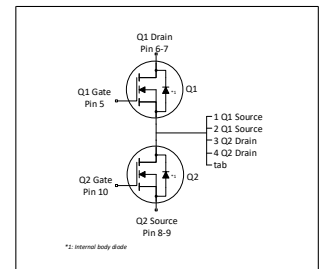 Q1 Drain
Pin 6-7
Q1 Gate
Pin 5
*1
Q1
1 Q1 Source
2 Q1 Source
3 Q2 Drain
4 Q2 Drain
tab
Q2 Gate
Pin 10
*1
Q2
Q2 Source
Pin 8-9
*1: Internal body diode